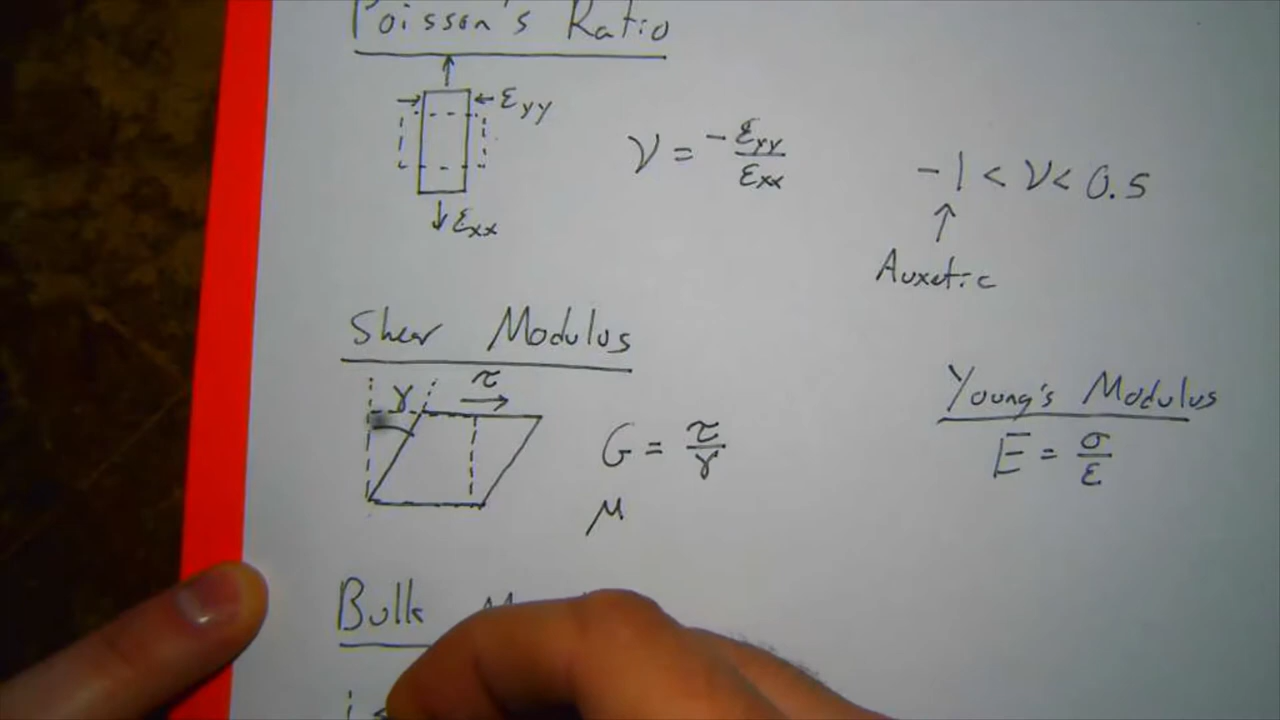 Poisson's Ratio
εyy
ν = -εyy/εxx
-1 < ν < 0.5
εxx
Auxetic
Shear Modulus
γ τ
G = τ/γ
μ
Young's Modulus
E = σ/ε
Bulk